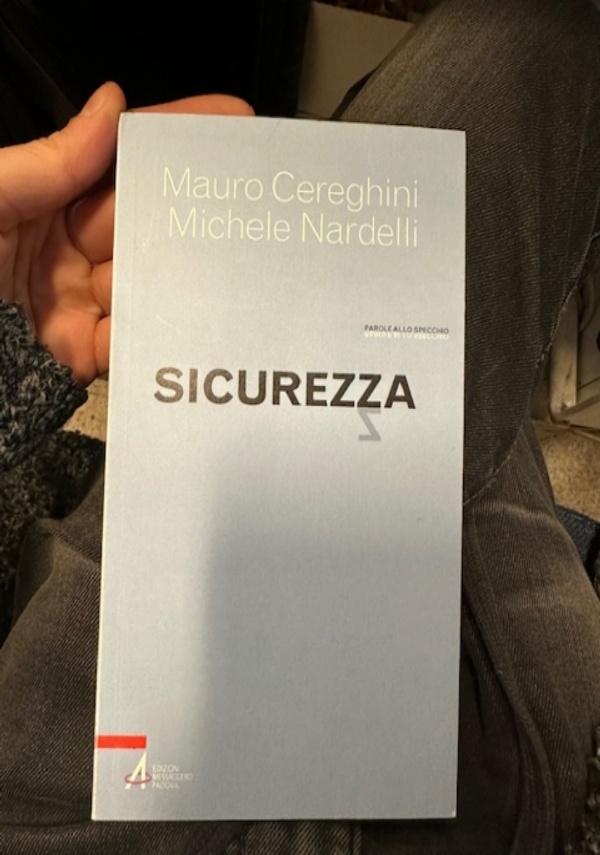 Mauro Cereghini
Michele Nardelli
PAROLE ALLO SPECCHIO
SICUREZZA
EDIZIONI
MESSAGGERO
PADOVA